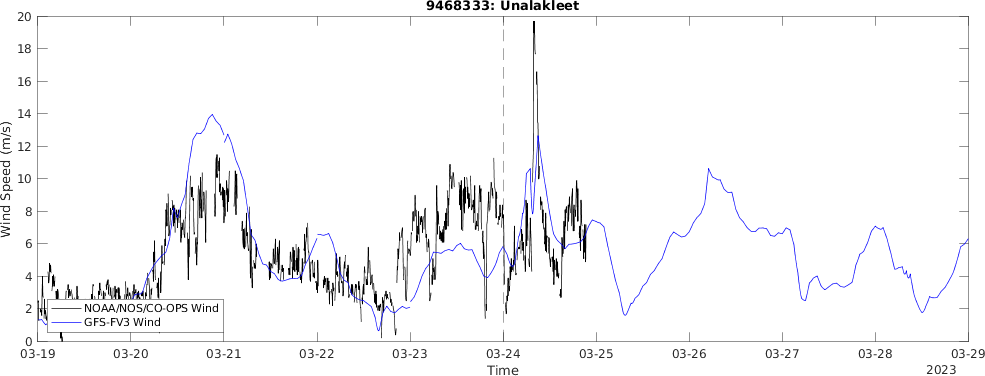 9468333: Unalakleet
20
18
16
14
12
10
8
6
4
2
0
Wind Speed (m/s)
NOAA/NOS/CO-OPS Wind
GFS-FV3 Wind
03-19 03-20 03-21 03-22 03-23 03-24 03-25 03-26 03-27 03-28 03-29
Time
2023